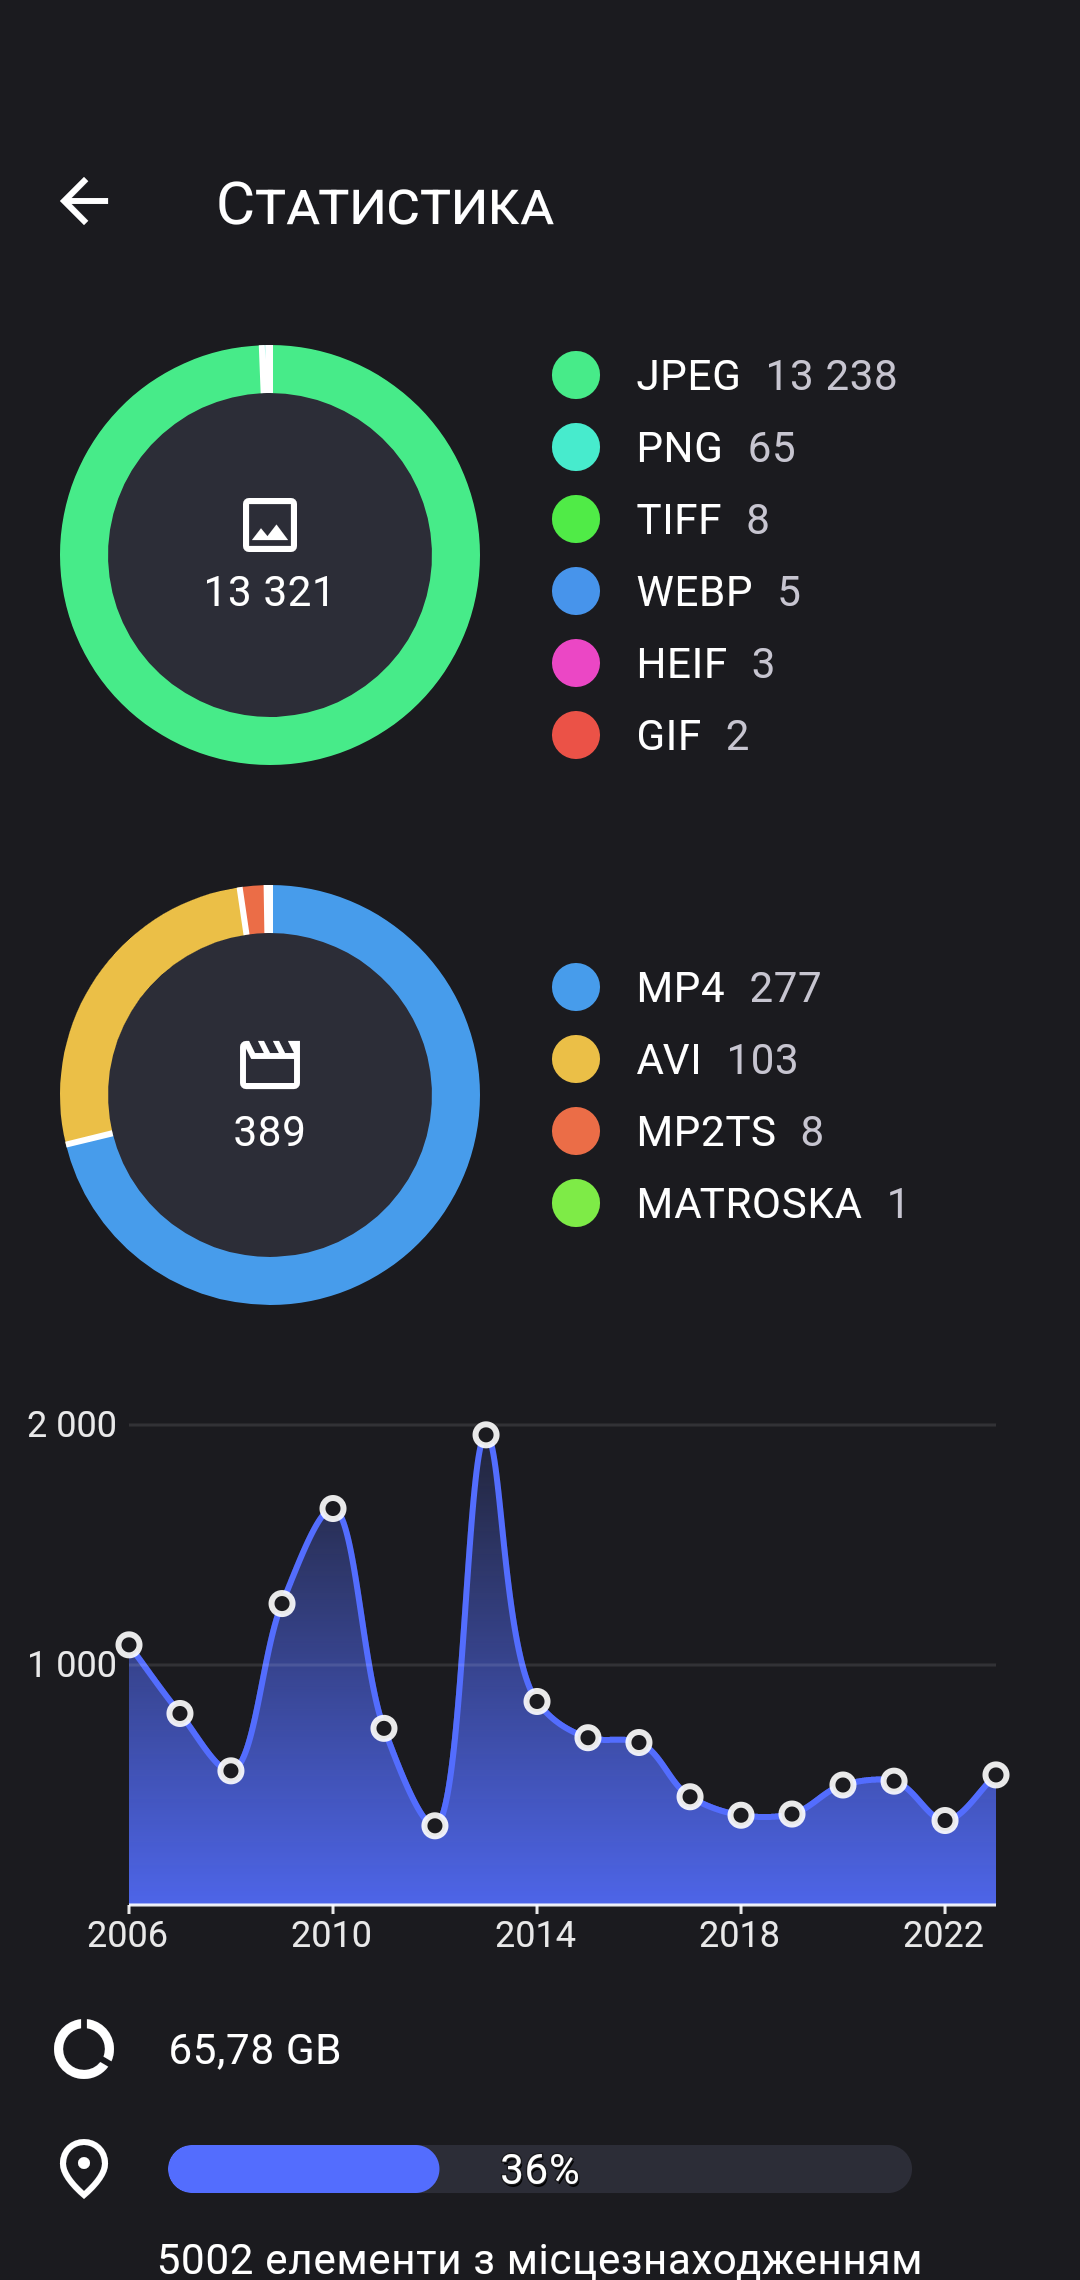 Статистика
JPEG 13 238
PNG 65
TIFF 8
WEBP 5
HEIF 3
GIF 2
13 321
MP4 277
AVI 103
MP2TS 8
MATROSKA 1
389
2 000
1 000
2006 2010 2014 2018 2022
65,78 GB
36%
5002 елементи з місцезнаходженням